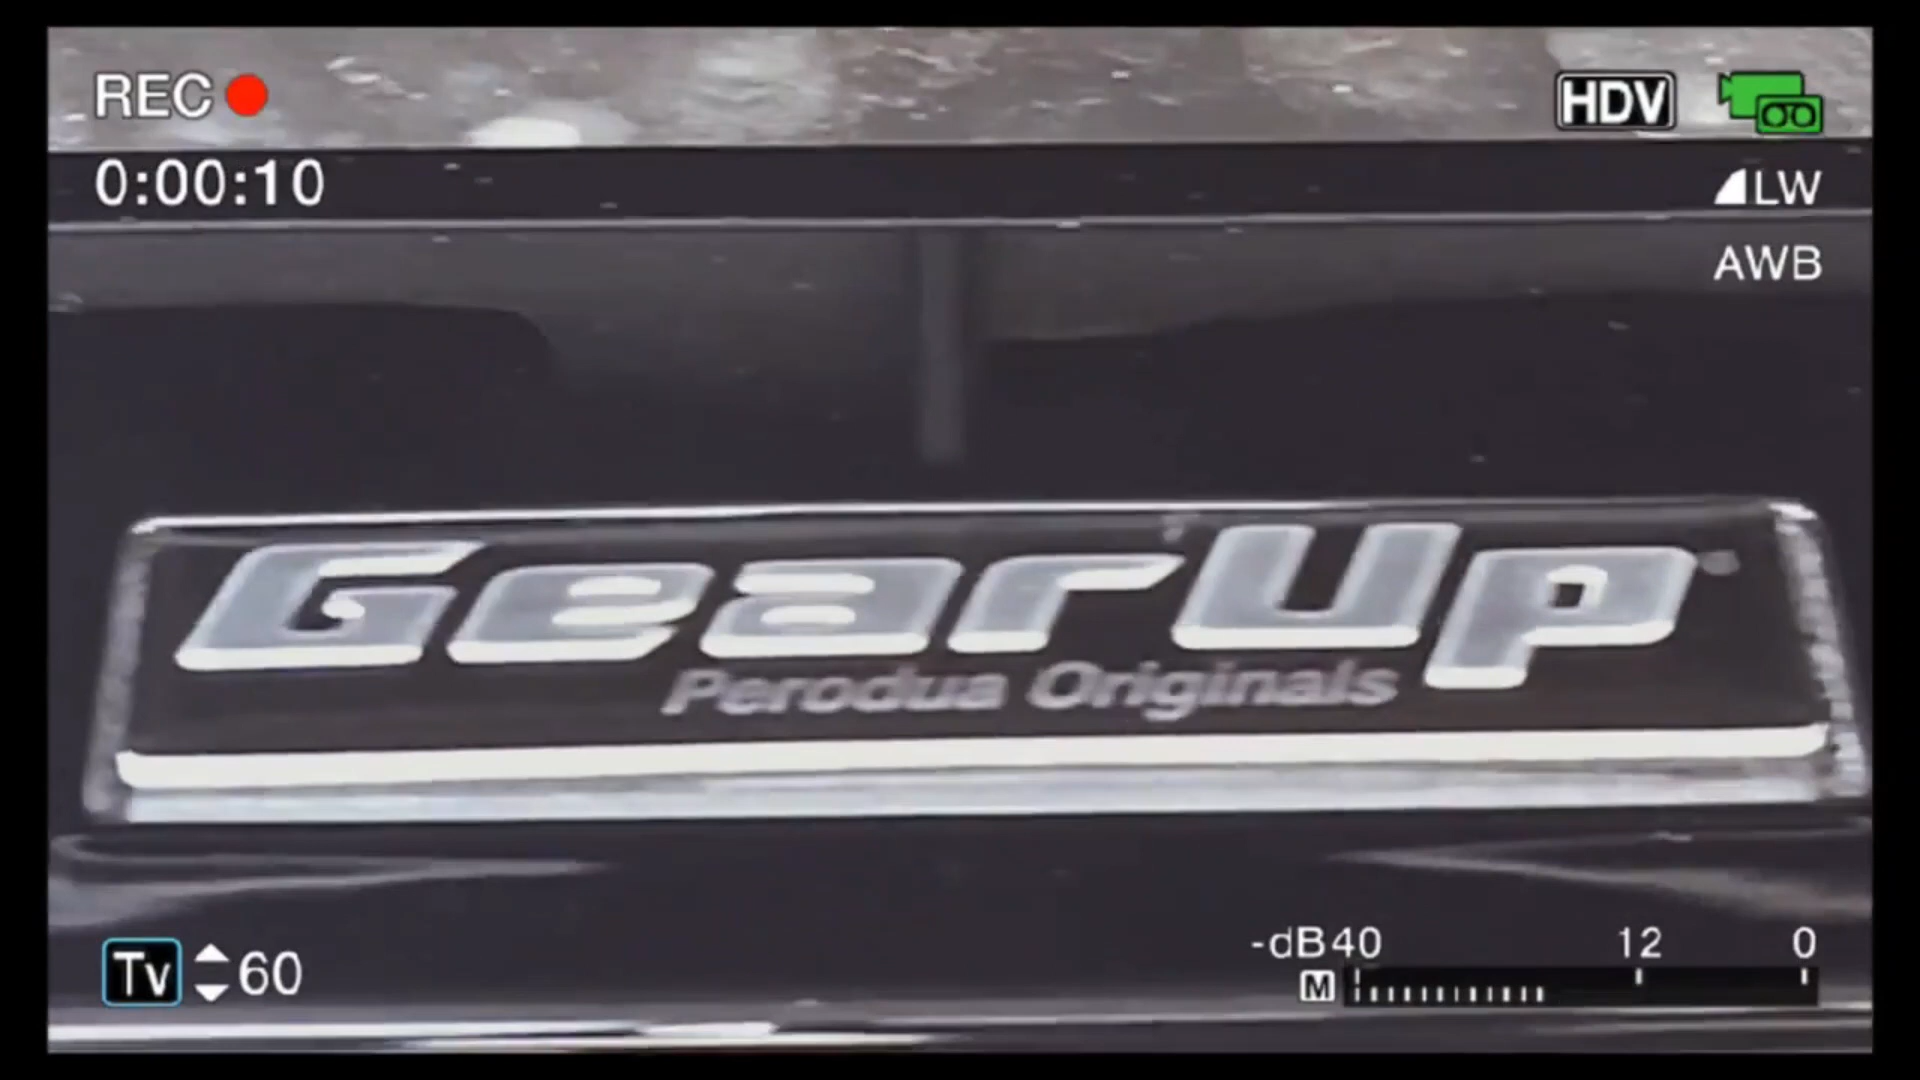 REC
HDV
0:00:10
LW
AWB
GearUp
Perodua Originals
Tv 60
-dB40 12 0
M